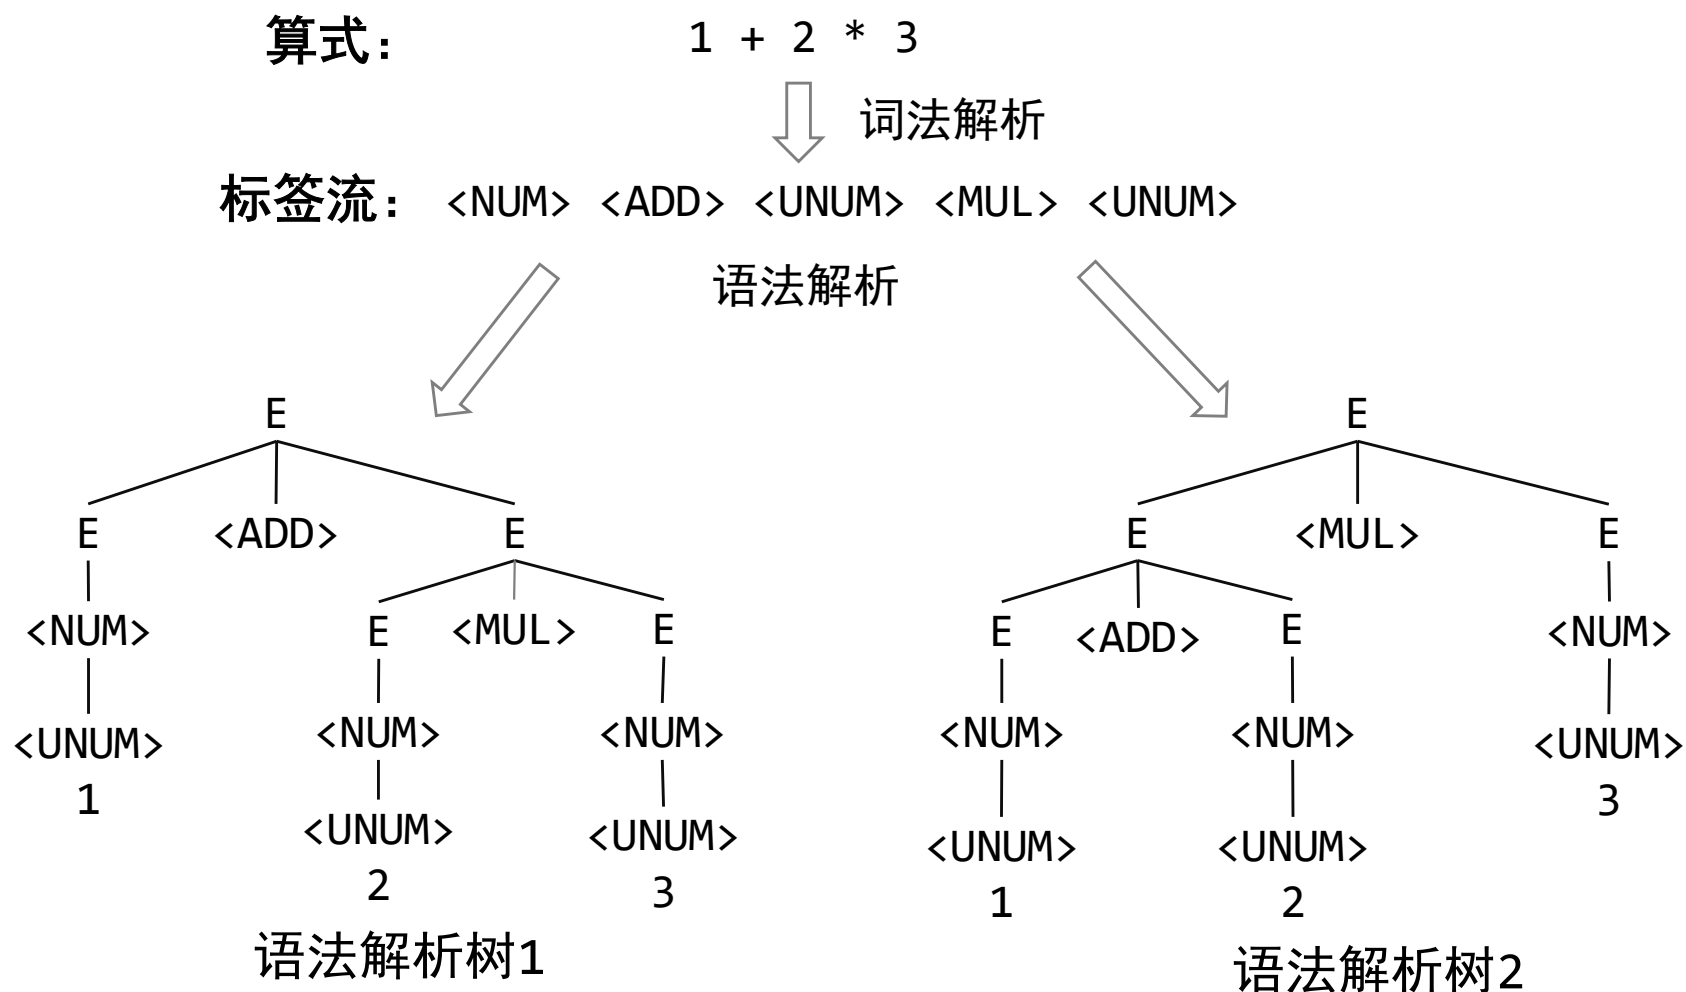 算式: 1 + 2 * 3
词法解析
标签流: <NUM> <ADD> <UNUM> <MUL> <UNUM>
语法解析
E E
E <ADD> E E <MUL> E
<NUM> E <MUL> E E <ADD> E <NUM>
<UNUM> <NUM> <NUM> <NUM> <NUM> <UNUM>
1 3
<UNUM> <UNUM> <UNUM> <UNUM>
2 3 1 2
语法解析树1 语法解析树2